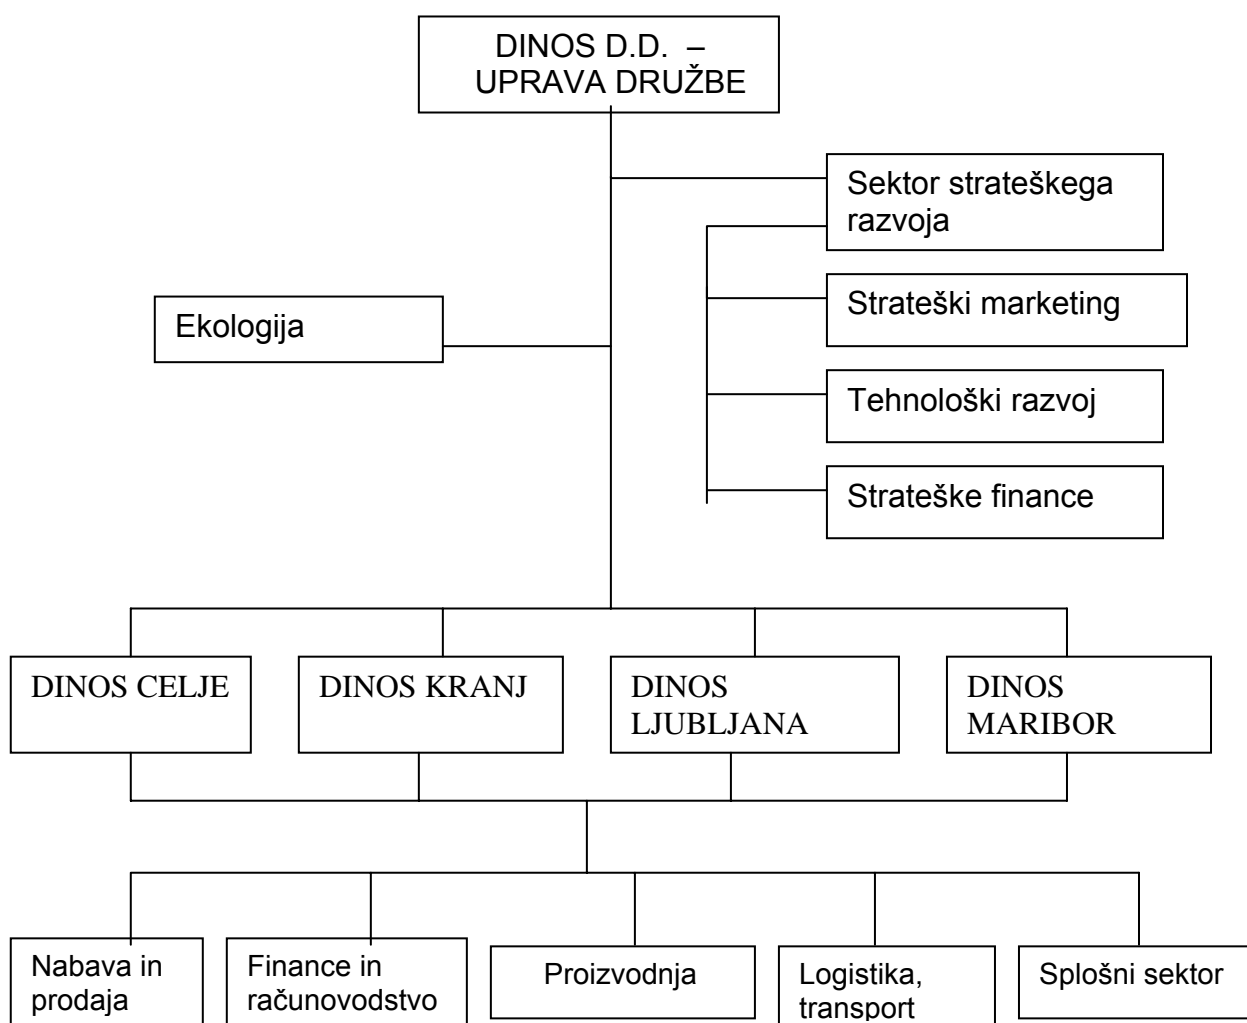 DINOS D.D. –
UPRAVA DRUŽBE
Sektor strateškega
razvoja
Strateški marketing
Ekologija
Tehnološki razvoj
Strateške finance
DINOS CELJE
DINOS KRANJ
DINOS
LJUBLJANA
DINOS
MARIBOR
Nabava in
prodaja
Finance in
računovodstvo
Proizvodnja
Logistika,
transport
Splošni sektor